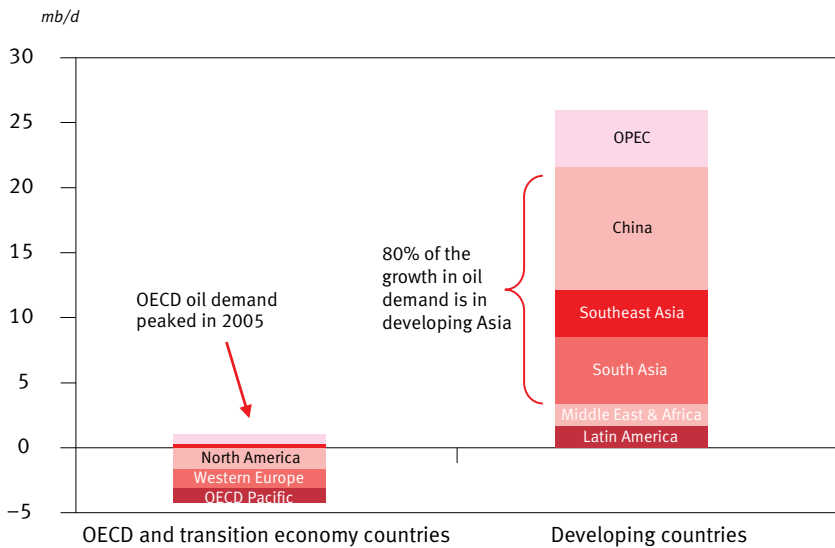 mb/d
30
25
20
15
10
5
0
−5
OECD oil demand
peaked in 2005
North America
Western Europe
OECD Pacific
80% of the
growth in oil
demand is in
developing Asia
OPEC
China
Southeast Asia
South Asia
Middle East & Africa
Latin America
OECD and transition economy countries
Developing countries